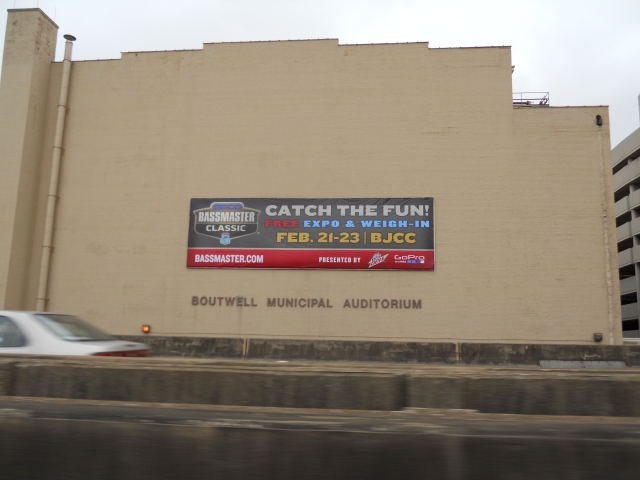 BASSMASTER
CLASSIC
CATCH THE FUN!
FREE EXPO & WEIGH-IN
FEB. 21-23 | BJCC
BASSMASTER.COM
PRESENTED BY
GoPro
BOUTWELL MUNICIPAL AUDITORIUM